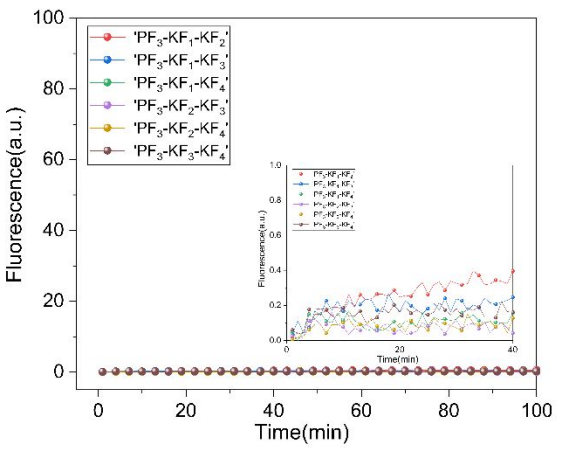 100
80
60
40
20
0
Fluorescence(a.u.)
'PF₃-KF₁-KF₂'
'PF₃-KF₁-KF₃'
'PF₃-KF₁-KF₄'
'PF₃-KF₂-KF₃'
'PF₃-KF₂-KF₄'
'PF₃-KF₃-KF₄'
1.0
0.8
0.6
0.4
0.2
0.0
Fluorescence(a.u.)
0 20 40
Time(min)
0 20 40 60 80 100
Time(min)